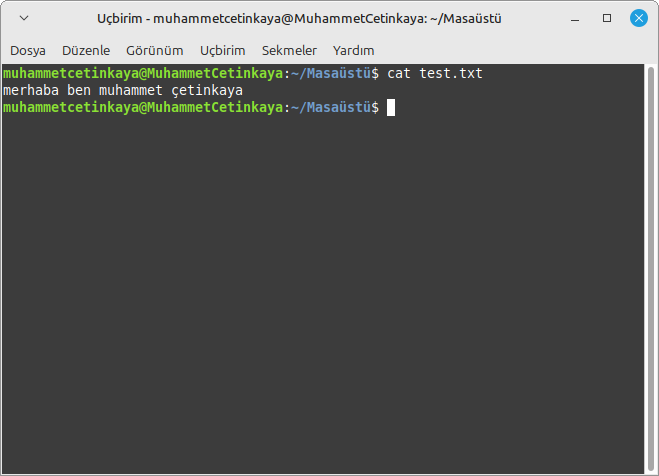 Uçbirim - muhammetcetinkaya@MuhammetCetinkaya: ~/Masaüstü
Dosya Düzenle Görünüm Uçbirim Sekmeler Yardım
muhammetcetinkaya@MuhammetCetinkaya:~/Masaüstü$ cat test.txt
merhaba ben muhammet çetinkaya
muhammetcetinkaya@MuhammetCetinkaya:~/Masaüstü$